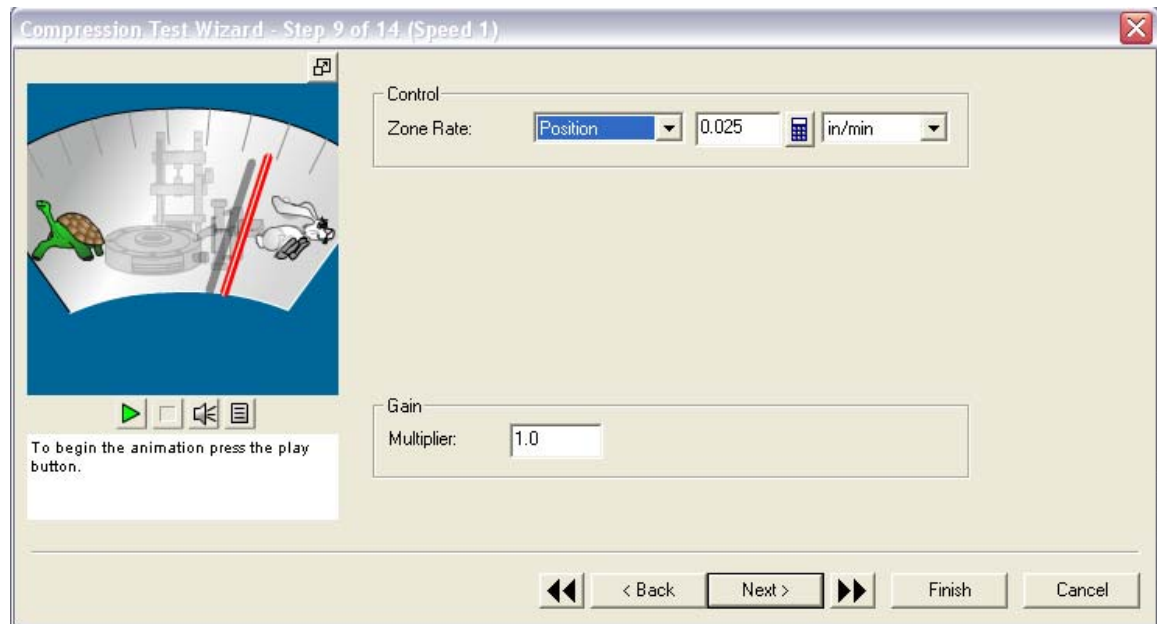 Compression Test Wizard - Step 9 of 14 (Speed 1)
Control
Zone Rate: Position 0.025 in/min
To begin the animation press the play
button.
Gain
Multiplier: 1.0
< Back Next > Finish Cancel